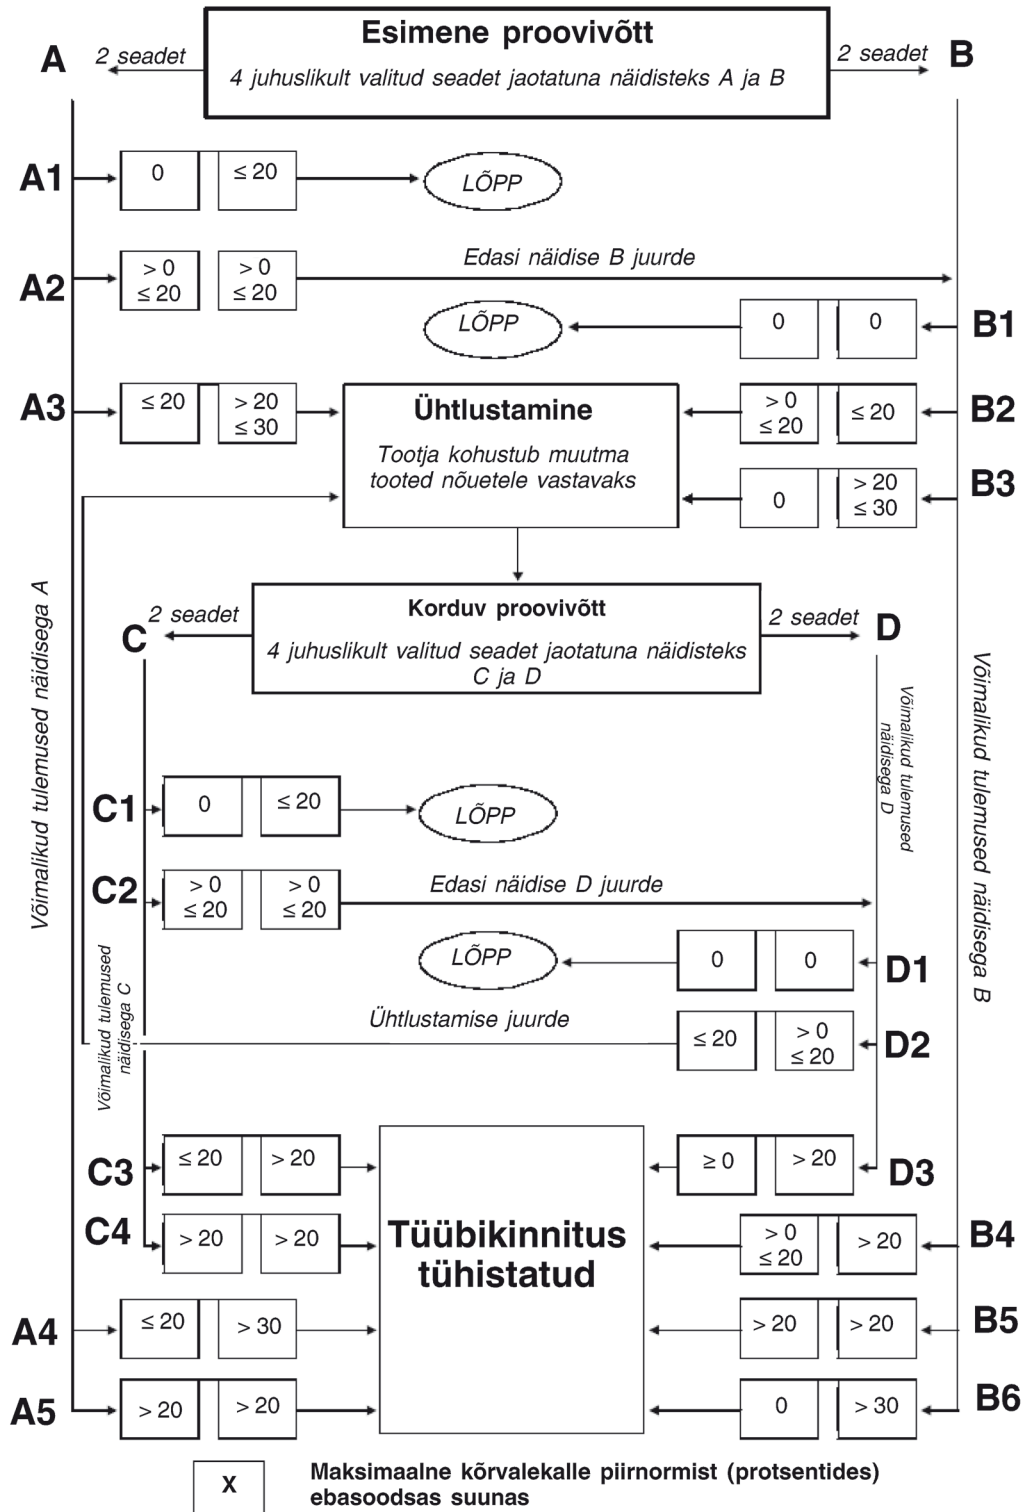 Esimene proovivõtt
A
2 seadet
4 juhuslikult valitud seadet jaotatuna näidisteks A ja B
2 seadet
B
A1
0
≤ 20
LÕPP
A2
> 0
≤ 20
> 0
≤ 20
Edasi näidise B juurde
LÕPP
0
0
B1
A3
≤ 20
> 20
≤ 30
Ühtlustamine
Tootja kohustub muutma
tooted nõuetele vastavaks
> 0
≤ 20
≤ 20
B2
0
> 20
≤ 30
B3
Võimalikud tulemused näidisega A
C
2 seadet
Korduv proovivõtt
4 juhuslikult valitud seadet jaotatuna näidisteks
C ja D
2 seadet
D
Võimalikud tulemused
näidisega D
Võimalikud tulemused näidisega B
C1
0
≤ 20
LÕPP
C2
> 0
≤ 20
> 0
≤ 20
Edasi näidise D juurde
LÕPP
0
0
D1
Võimalikud tulemused
näidisega C
Ühtlustamise juurde
≤ 20
> 0
≤ 20
D2
C3
≤ 20
> 20
≥ 0
> 20
D3
C4
> 20
> 20
Tüübikinnitus
tühistatud
> 0
≤ 20
> 20
B4
A4
≤ 20
> 30
> 20
> 20
B5
A5
> 20
> 20
0
> 30
B6
X
Maksimaalne kõrvalekalle piirnormist (protsentides)
ebasoodsas suunas